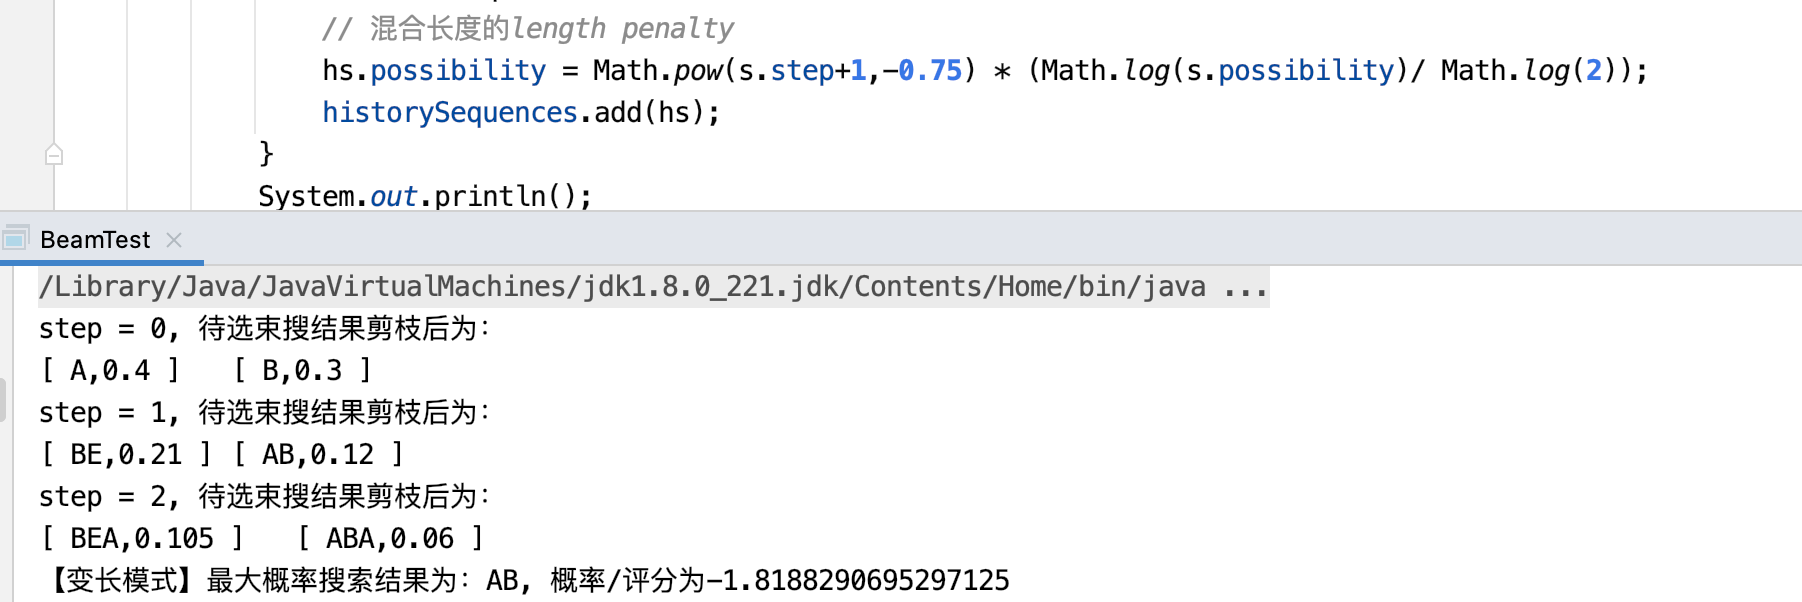 // 混合长度的length penalty
hs.possibility = Math.pow(s.step+1,-0.75) * (Math.log(s.possibility)/ Math.log(2));
historySequences.add(hs);
}
System.out.println();
BeamTest
/Library/Java/JavaVirtualMachines/jdk1.8.0_221.jdk/Contents/Home/bin/java ...
step = 0, 待选束搜结果剪枝后为：
[ A,0.4 ]   [ B,0.3 ]
step = 1, 待选束搜结果剪枝后为：
[ BE,0.21 ] [ AB,0.12 ]
step = 2, 待选束搜结果剪枝后为：
[ BEA,0.105 ]   [ ABA,0.06 ]
【变长模式】最大概率搜索结果为：AB, 概率/评分为-1.8188290695297125